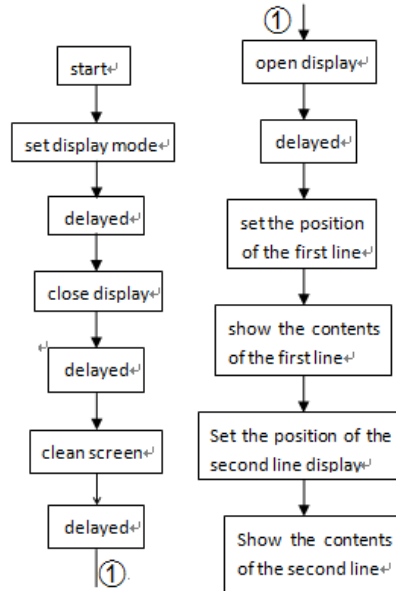 start
set display mode
delayed
close display
delayed
clean screen
delayed
①
①
open display
delayed
set the position
of the first line
show the contents
of the first line
Set the position of the
second line display
Show the contents
of the second line